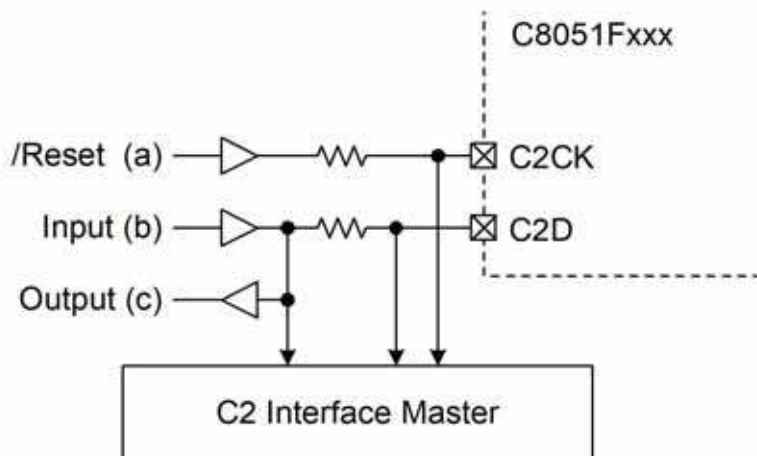 C8051Fxxx
/Reset (a)
C2CK
Input (b)
C2D
Output (c)
C2 Interface Master